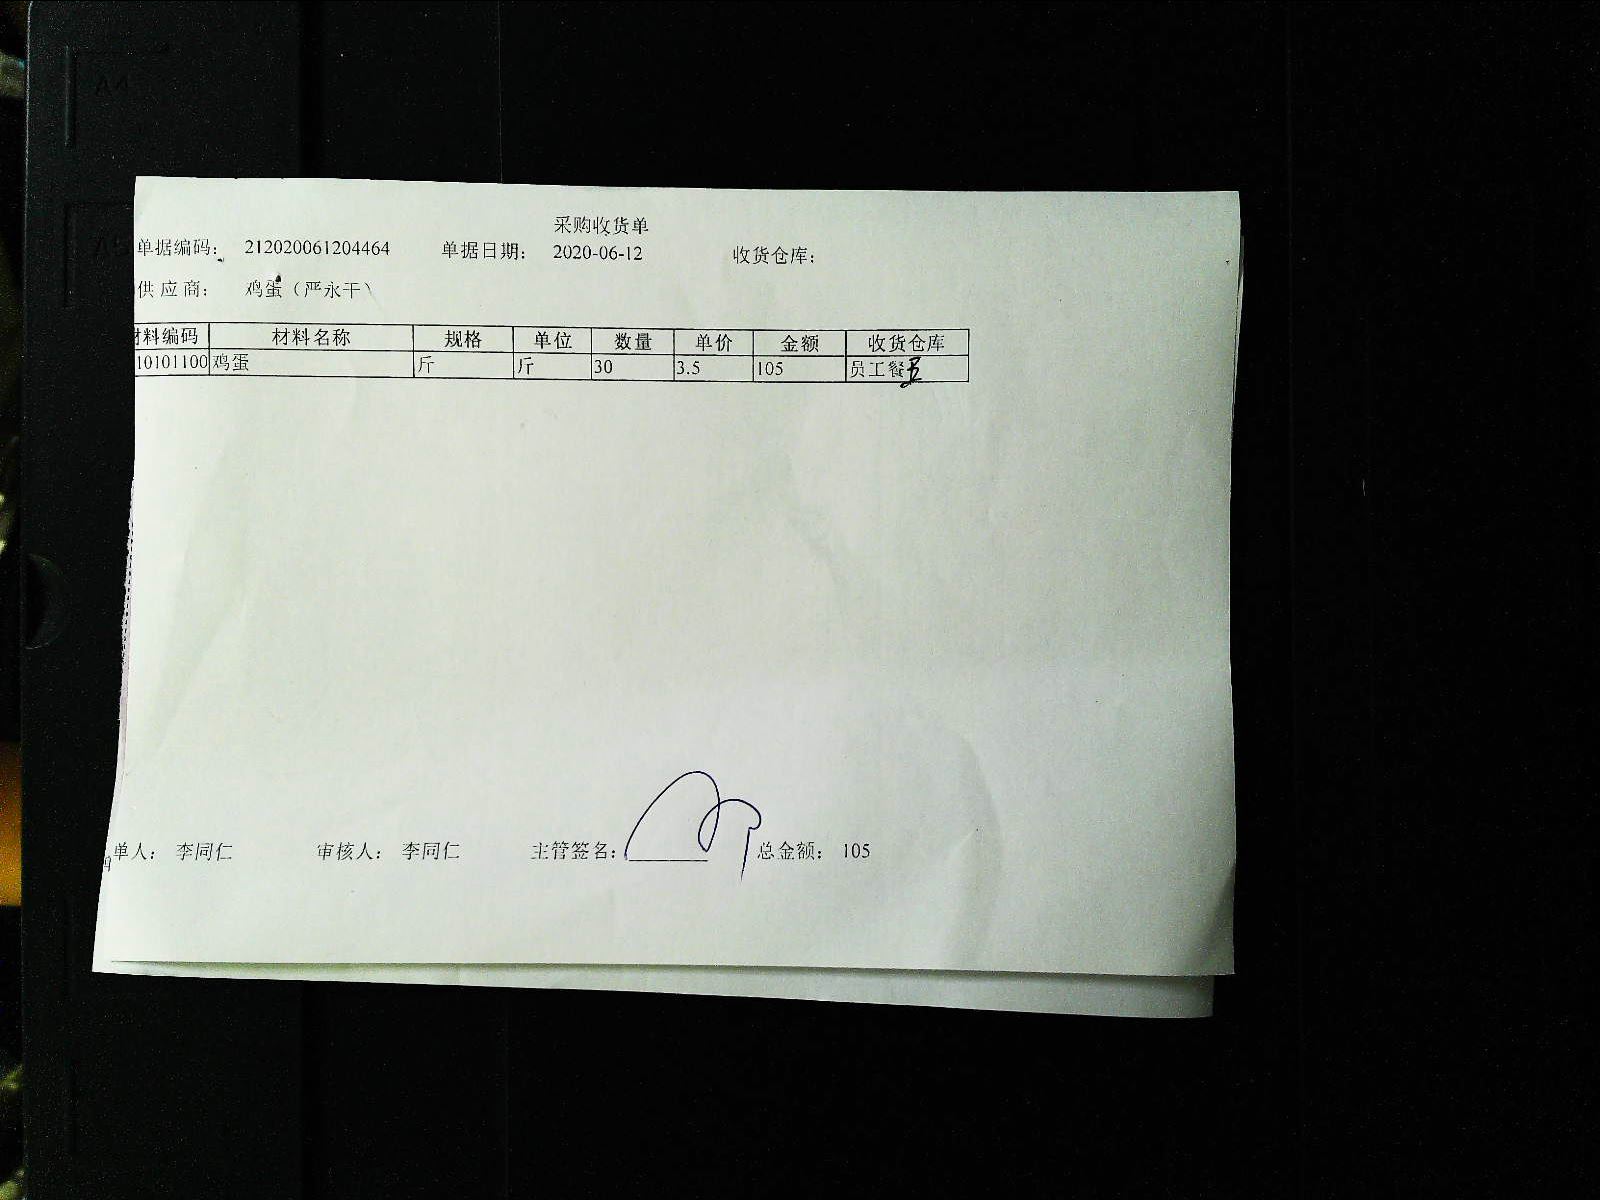 采购收货单
单据编码: 212020061204464 单据日期: 2020-06-12 收货仓库:
供应商: 鸡蛋（严永干）
材料编码 材料名称 规格 单位 数量 单价 金额 收货仓库
10101100 鸡蛋 斤 斤 30 3.5 105 员工餐
单人: 李同仁 审核人: 李同仁 主管签名: 总金额: 105